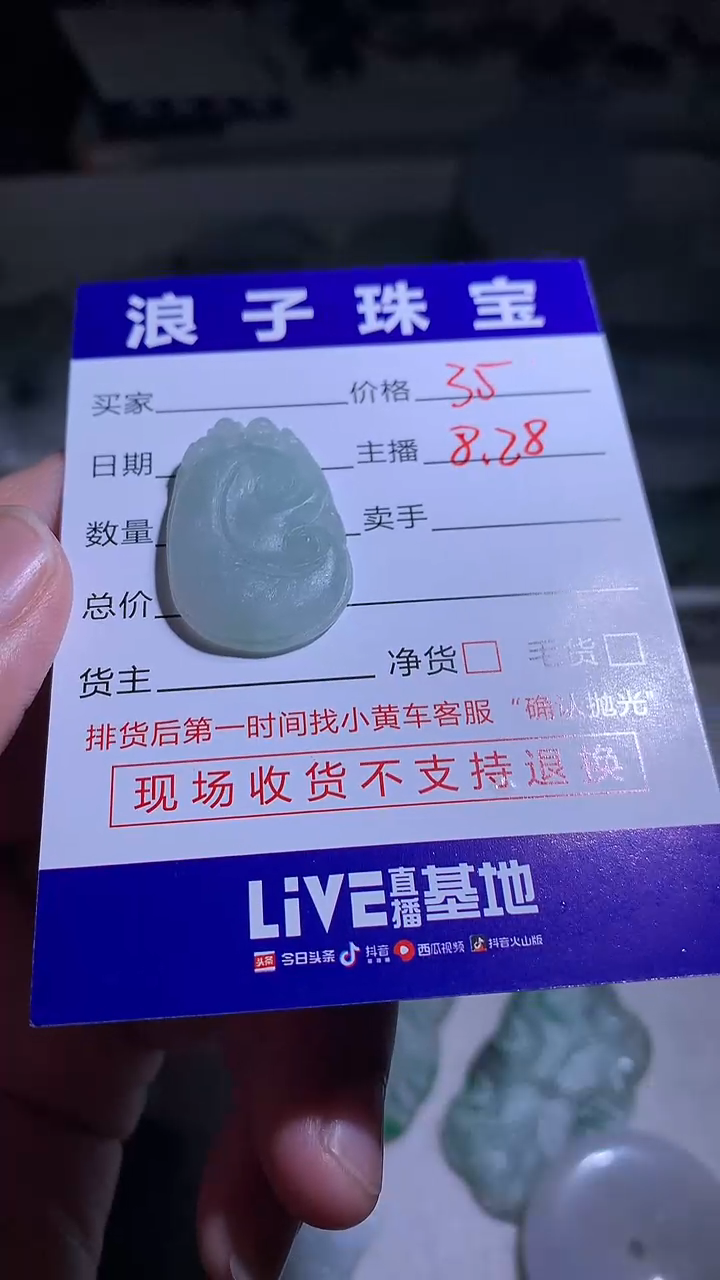 浪子珠宝
买家 价格 35
日期 主播 8.28
数量 卖手
总价
货主 净货 毛货
排货后第一时间找小黄车客服“确认抛光”
现场收货不支持退换
LiVE直播基地
头条 今日头条 抖音 西瓜视频 抖音火山版